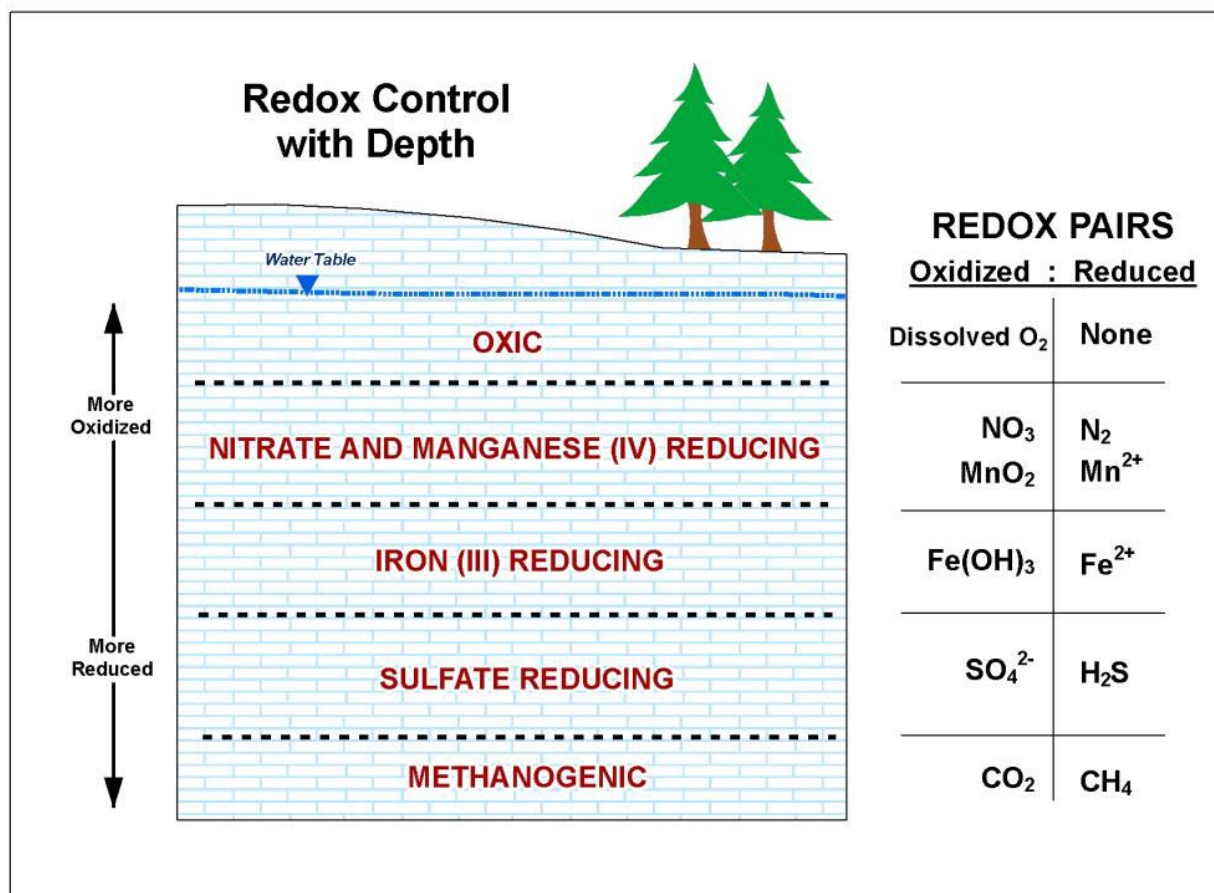 Redox Control
with Depth
Water Table
OXIC
NITRATE AND MANGANESE (IV) REDUCING
IRON (III) REDUCING
SULFATE REDUCING
METHANOGENIC
More
Oxidized
More
Reduced
REDOX PAIRS
Oxidized : Reduced
Dissolved O₂ None
NO₃ N₂
MnO₂ Mn²⁺
Fe(OH)₃ Fe²⁺
SO₄²⁻ H₂S
CO₂ CH₄